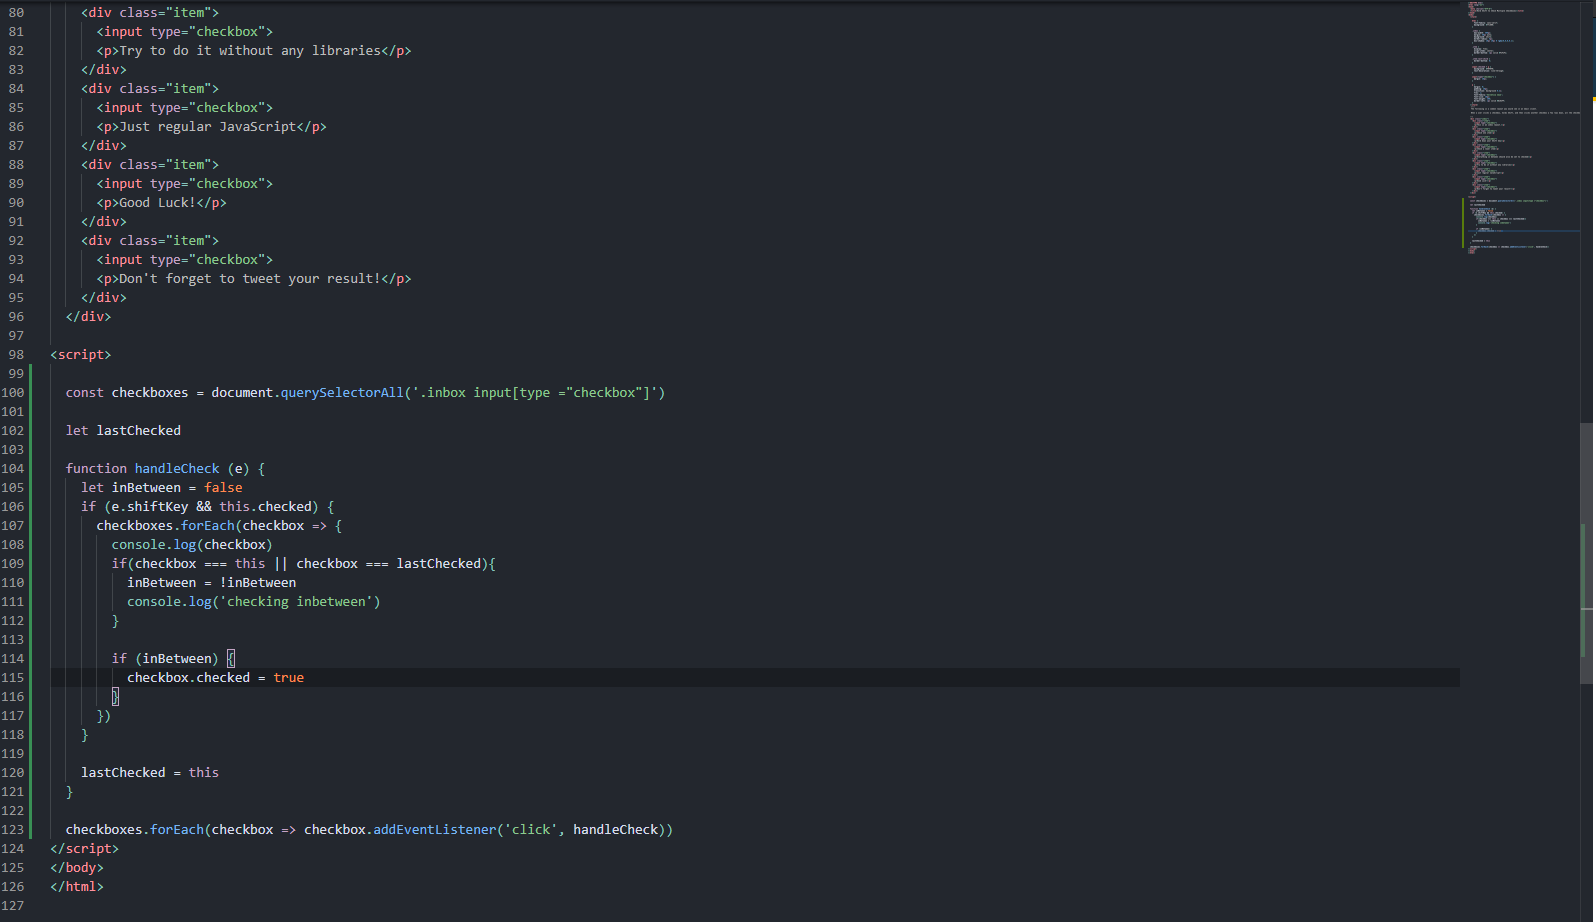 80 <div class="item">
81 <input type="checkbox">
82 <p>Try to do it without any libraries</p>
83 </div>
84 <div class="item">
85 <input type="checkbox">
86 <p>Just regular JavaScript</p>
87 </div>
88 <div class="item">
89 <input type="checkbox">
90 <p>Good Luck!</p>
91 </div>
92 <div class="item">
93 <input type="checkbox">
94 <p>Don't forget to tweet your result!</p>
95 </div>
96 </div>
97
98 <script>
99
100 const checkboxes = document.querySelectorAll('.inbox input[type ="checkbox"]')
101
102 let lastChecked
103
104 function handleCheck (e) {
105 let inBetween = false
106 if (e.shiftKey && this.checked) {
107 checkboxes.forEach(checkbox => {
108 console.log(checkbox)
109 if(checkbox === this || checkbox === lastChecked){
110 inBetween = !inBetween
111 console.log('checking inbetween')
112 }
113
114 if (inBetween) {
115 checkbox.checked = true
116 }
117 })
118 }
119
120 lastChecked = this
121 }
122
123 checkboxes.forEach(checkbox => checkbox.addEventListener('click', handleCheck))
124 </script>
125 </body>
126 </html>
127